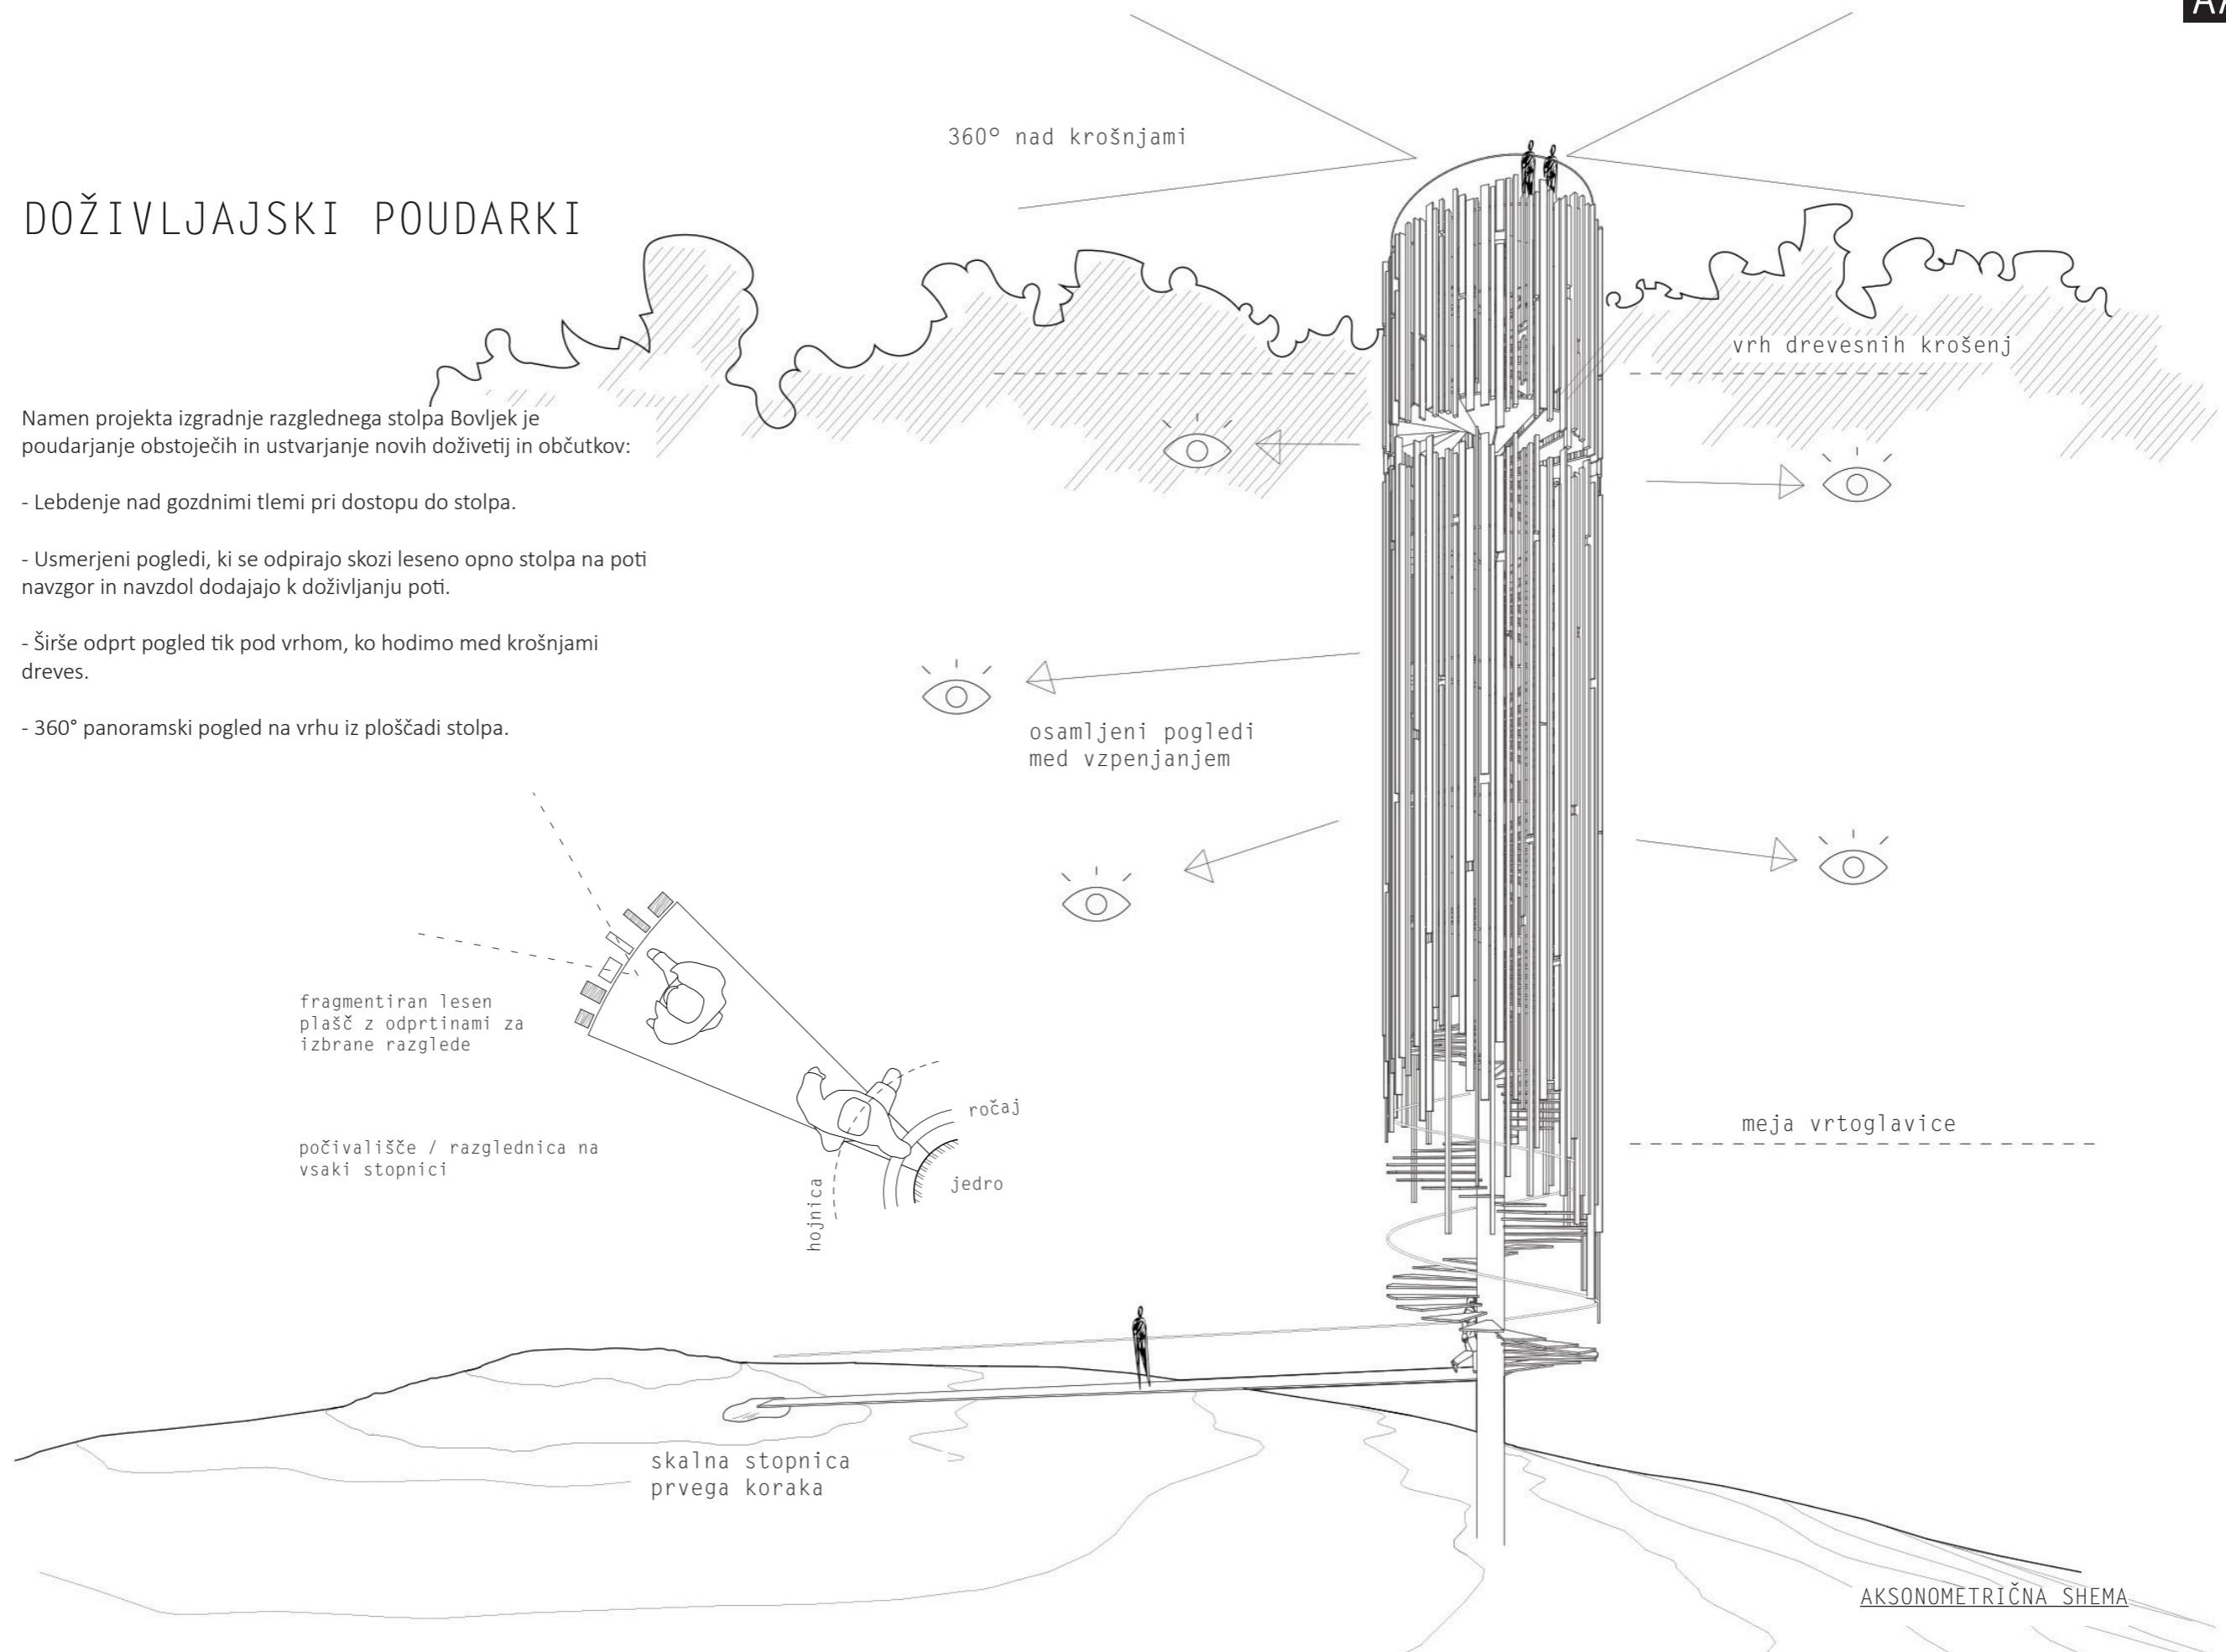 360° nad krošnjami
DOŽIVLJAJSKI POUDARKI
vrh drevesnih krošenj
Namen projekta izgradnje razglednega stolpa Bovljek je
poudarjanje obstoječih in ustvarjanje novih doživetij in občutkov:
- Lebdenje nad gozdnimi tlemi pri dostopu do stolpa.
- Usmerjeni pogledi, ki se odpirajo skozi leseno opno stolpa na poti
navzgor in navzdol dodajajo k doživljanju poti.
- Širše odprt pogled tik pod vrhom, ko hodimo med krošnjami
dreves.
- 360° panoramski pogled na vrhu iz ploščadi stolpa.
osamljeni pogledi
med vzpenjanjem
fragmentiran lesen
plašč z odprtinami za
izbrane razglede
počivališče / razglednica na
vsaki stopnici
ročaj
jedro
hojnica
meja vrtoglavice
skalna stopnica
prvega koraka
AKSONOMETRIČNA SHEMA